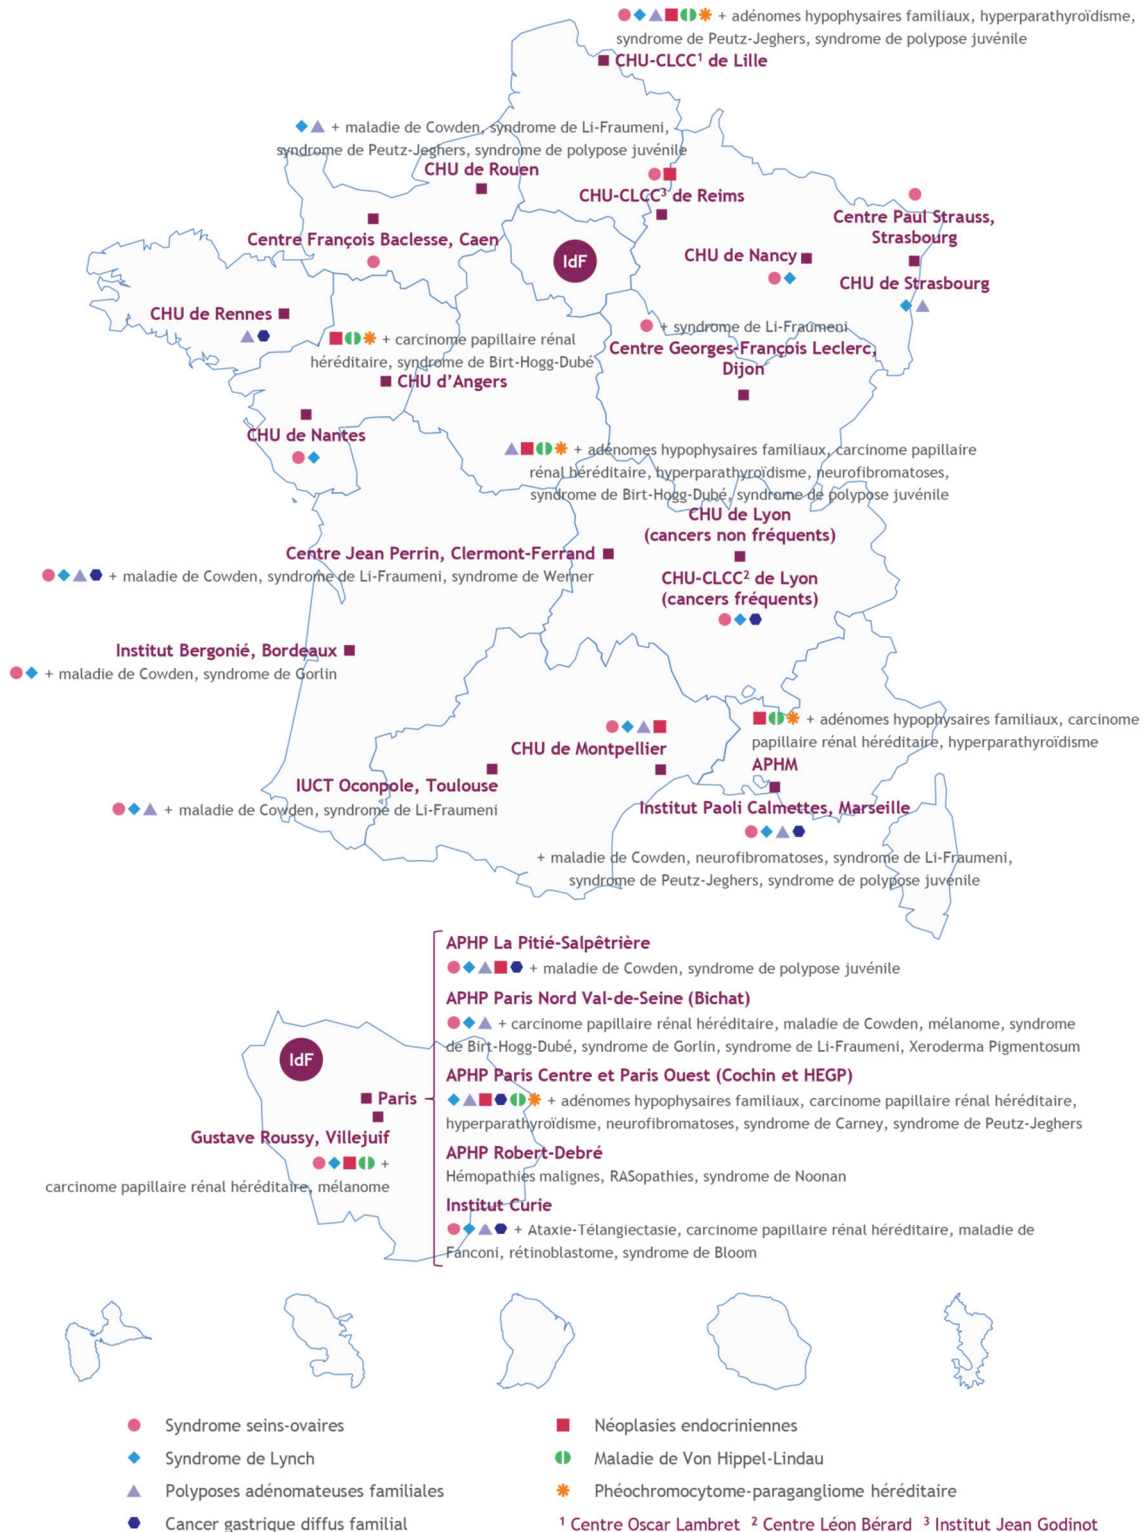 + adénomes hypophysaires familiaux, hyperparathyroïdisme,
syndrome de Peutz-Jeghers, syndrome de polypose juvénile
CHU-CLCC¹ de Lille
+ maladie de Cowden, syndrome de Li-Fraumeni,
syndrome de Peutz-Jeghers, syndrome de polypose juvénile
CHU de Rouen
CHU-CLCC³ de Reims
Centre Paul Strauss,
Strasbourg
Centre François Baclesse, Caen
IdF
CHU de Nancy
CHU de Strasbourg
CHU de Rennes
+ syndrome de Li-Fraumeni
Centre Georges-François Leclerc,
Dijon
+ carcinome papillaire rénal
héréditaire, syndrome de Birt-Hogg-Dubé
CHU d'Angers
CHU de Nantes
+ adénomes hypophysaires familiaux, carcinome papillaire
rénal héréditaire, hyperparathyroïdisme, neurofibromatoses,
syndrome de Birt-Hogg-Dubé, syndrome de polypose juvénile
CHU de Lyon
(cancers non fréquents)
Centre Jean Perrin, Clermont-Ferrand
+ maladie de Cowden, syndrome de Li-Fraumeni, syndrome de Werner
CHU-CLCC² de Lyon
(cancers fréquents)
Institut Bergonié, Bordeaux
+ maladie de Cowden, syndrome de Gorlin
+ adénomes hypophysaires familiaux, carcinome
papillaire rénal héréditaire, hyperparathyroïdisme
APHM
CHU de Montpellier
IUCT Oconpole, Toulouse
+ maladie de Cowden, syndrome de Li-Fraumeni
Institut Paoli Calmettes, Marseille
+ maladie de Cowden, neurofibromatoses, syndrome de Li-Fraumeni,
syndrome de Peutz-Jeghers, syndrome de polypose juvénile
APHP La Pitié-Salpêtrière
+ maladie de Cowden, syndrome de polypose juvénile
APHP Paris Nord Val-de-Seine (Bichat)
+ carcinome papillaire rénal héréditaire, maladie de Cowden, mélanome, syndrome
de Birt-Hogg-Dubé, syndrome de Gorlin, syndrome de Li-Fraumeni, Xeroderma Pigmentosum
IdF
APHP Paris Centre et Paris Ouest (Cochin et HEGP)
+ adénomes hypophysaires familiaux, carcinome papillaire rénal héréditaire,
hyperparathyroïdisme, neurofibromatoses, syndrome de Carney, syndrome de Peutz-Jeghers
Paris
Gustave Roussy, Villejuif
+
carcinome papillaire rénal héréditaire, mélanome
APHP Robert-Debré
Hémopathies malignes, RASopathies, syndrome de Noonan
Institut Curie
+ Ataxie-Télangiectasie, carcinome papillaire rénal héréditaire, maladie de
Fanconi, rétinoblastome, syndrome de Bloom
Syndrome seins-ovaires
Syndrome de Lynch
Polyposes adénomateuses familiales
Cancer gastrique diffus familial
Néoplasies endocriniennes
Maladie de Von Hippel-Lindau
Phéochromocytome-paragangliome héréditaire
¹ Centre Oscar Lambret ² Centre Léon Bérard ³ Institut Jean Godinot